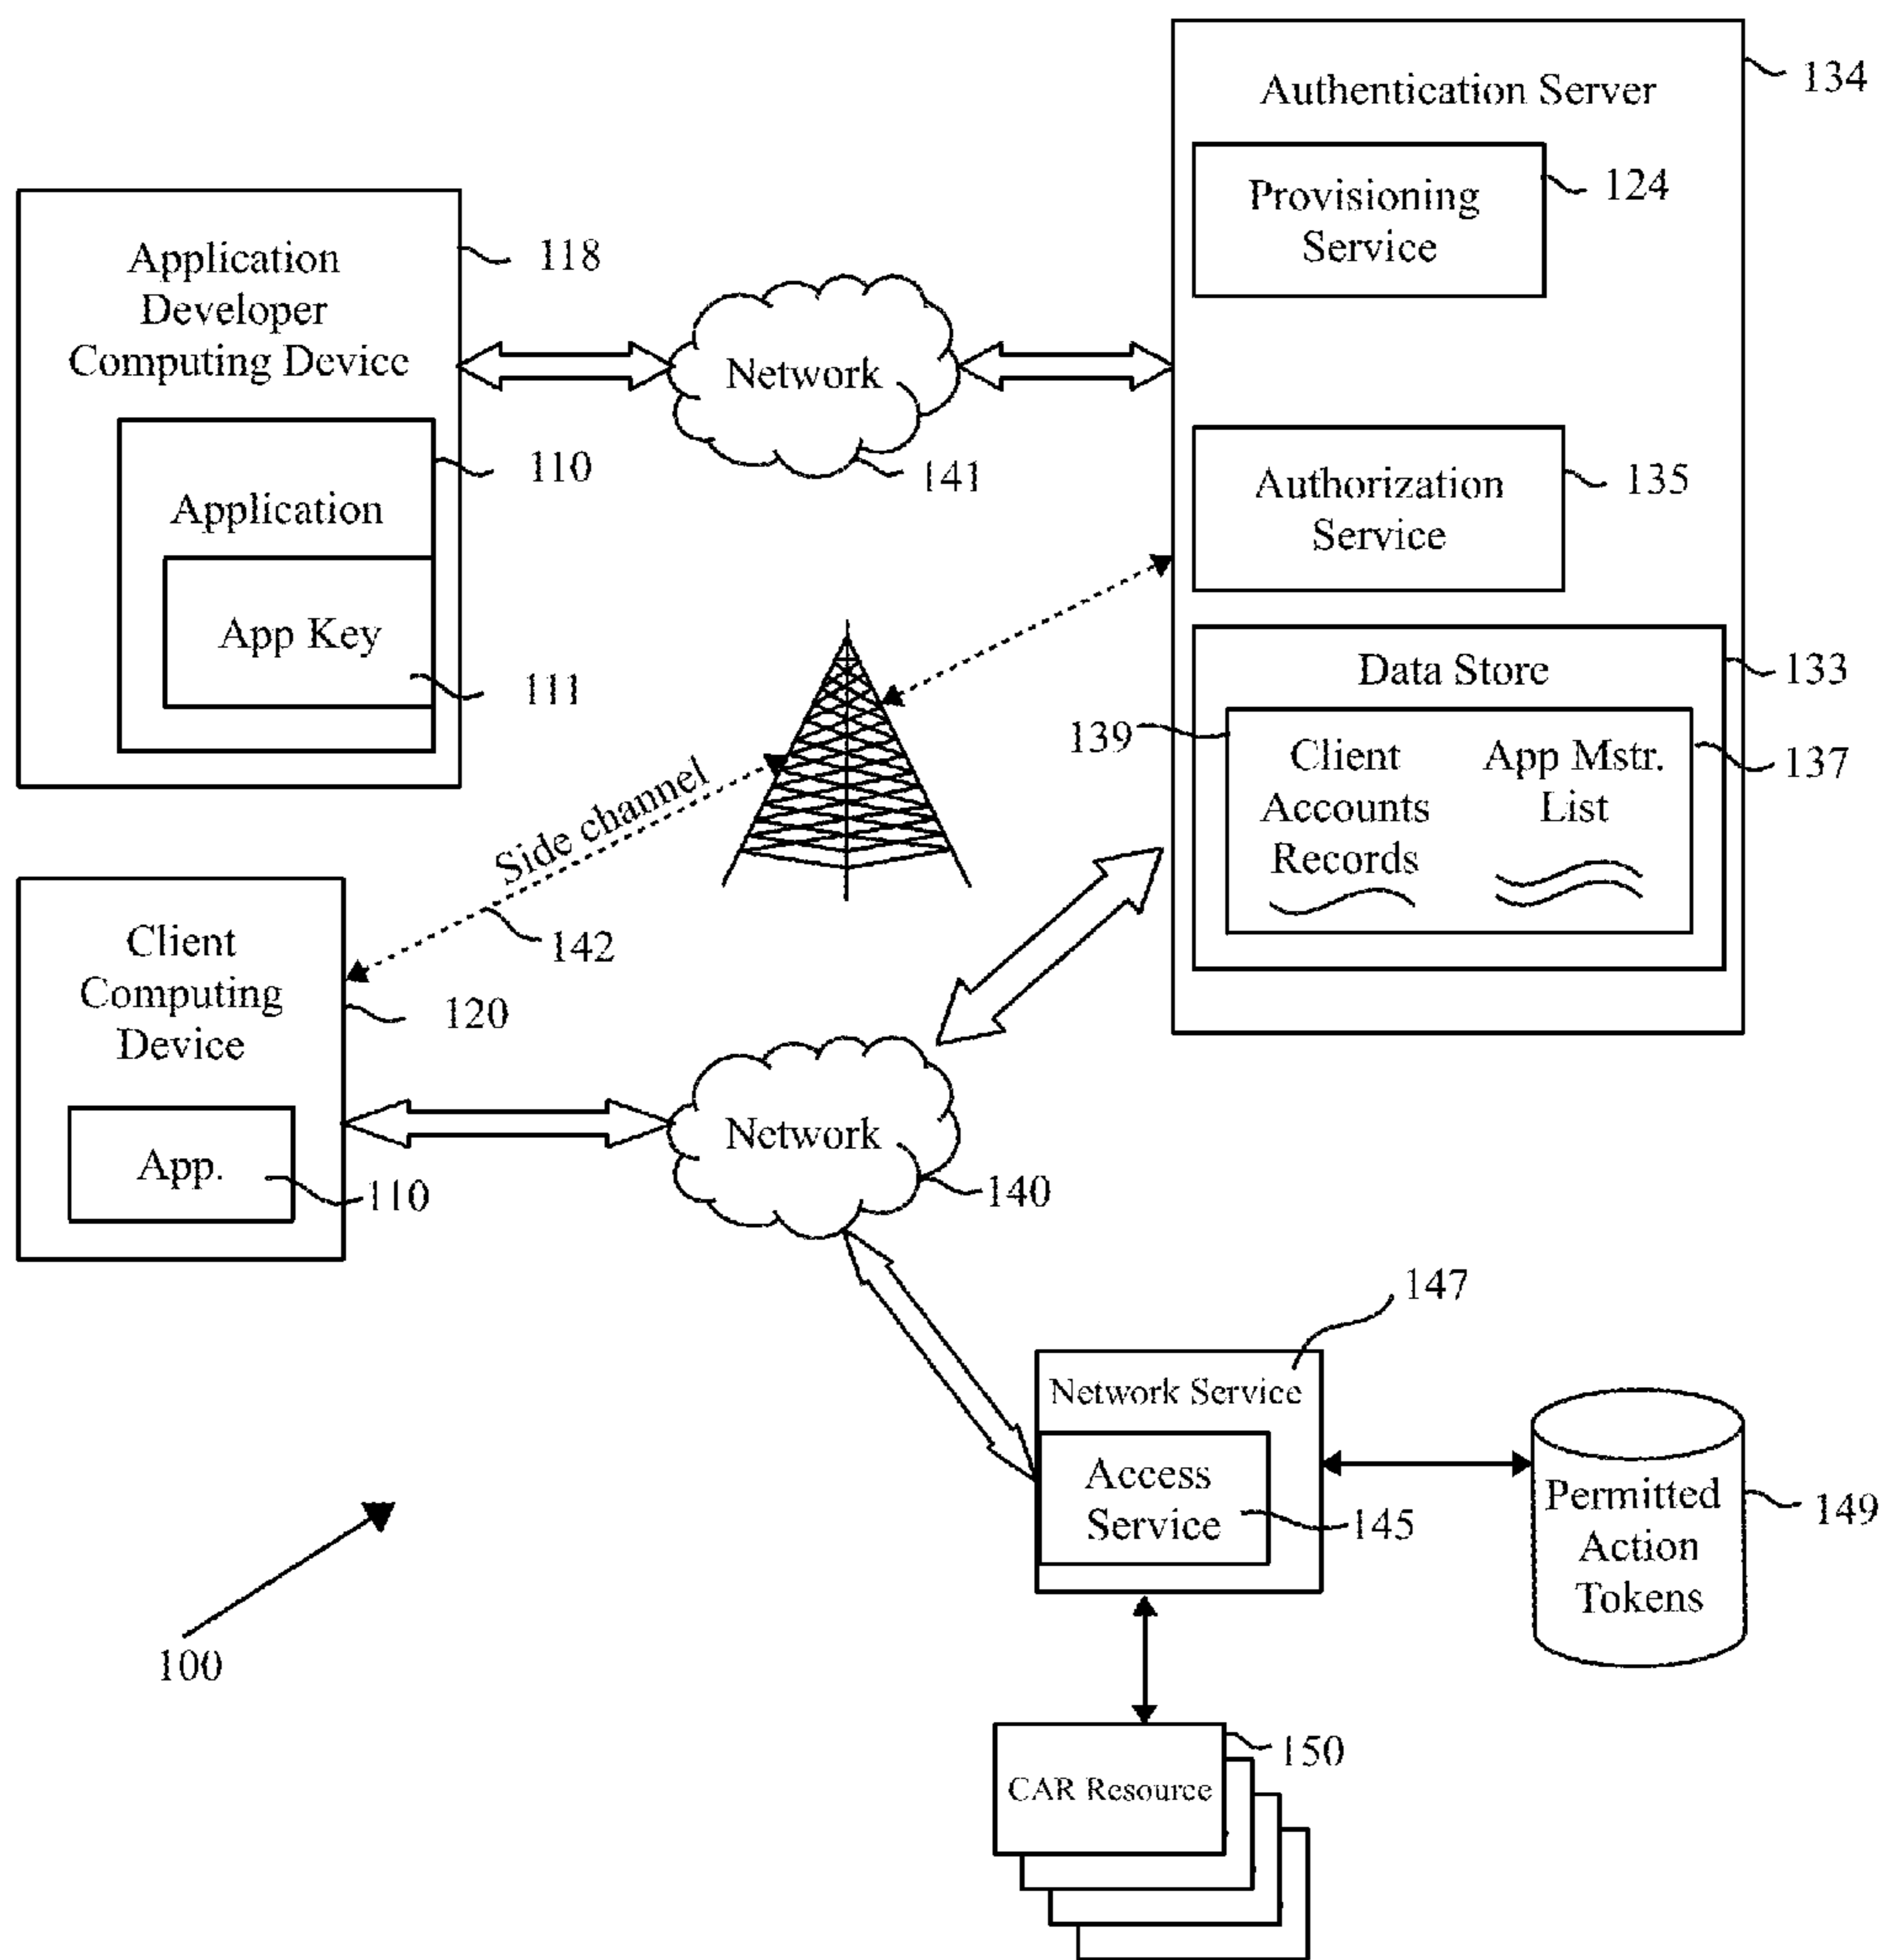 Authentication Server
134
Provisioning
Service
124
Application
Developer
Computing Device
118
Network
141
Application
110
App Key
111
Authorization
Service
135
Data Store
133
139
Client
Accounts
Records
App Mstr.
List
137
Side channel
142
Client
Computing
Device
120
App.
110
Network
140
147
Network Service
Access
Service
145
Permitted
Action
Tokens
149
100
150
CAR Resource